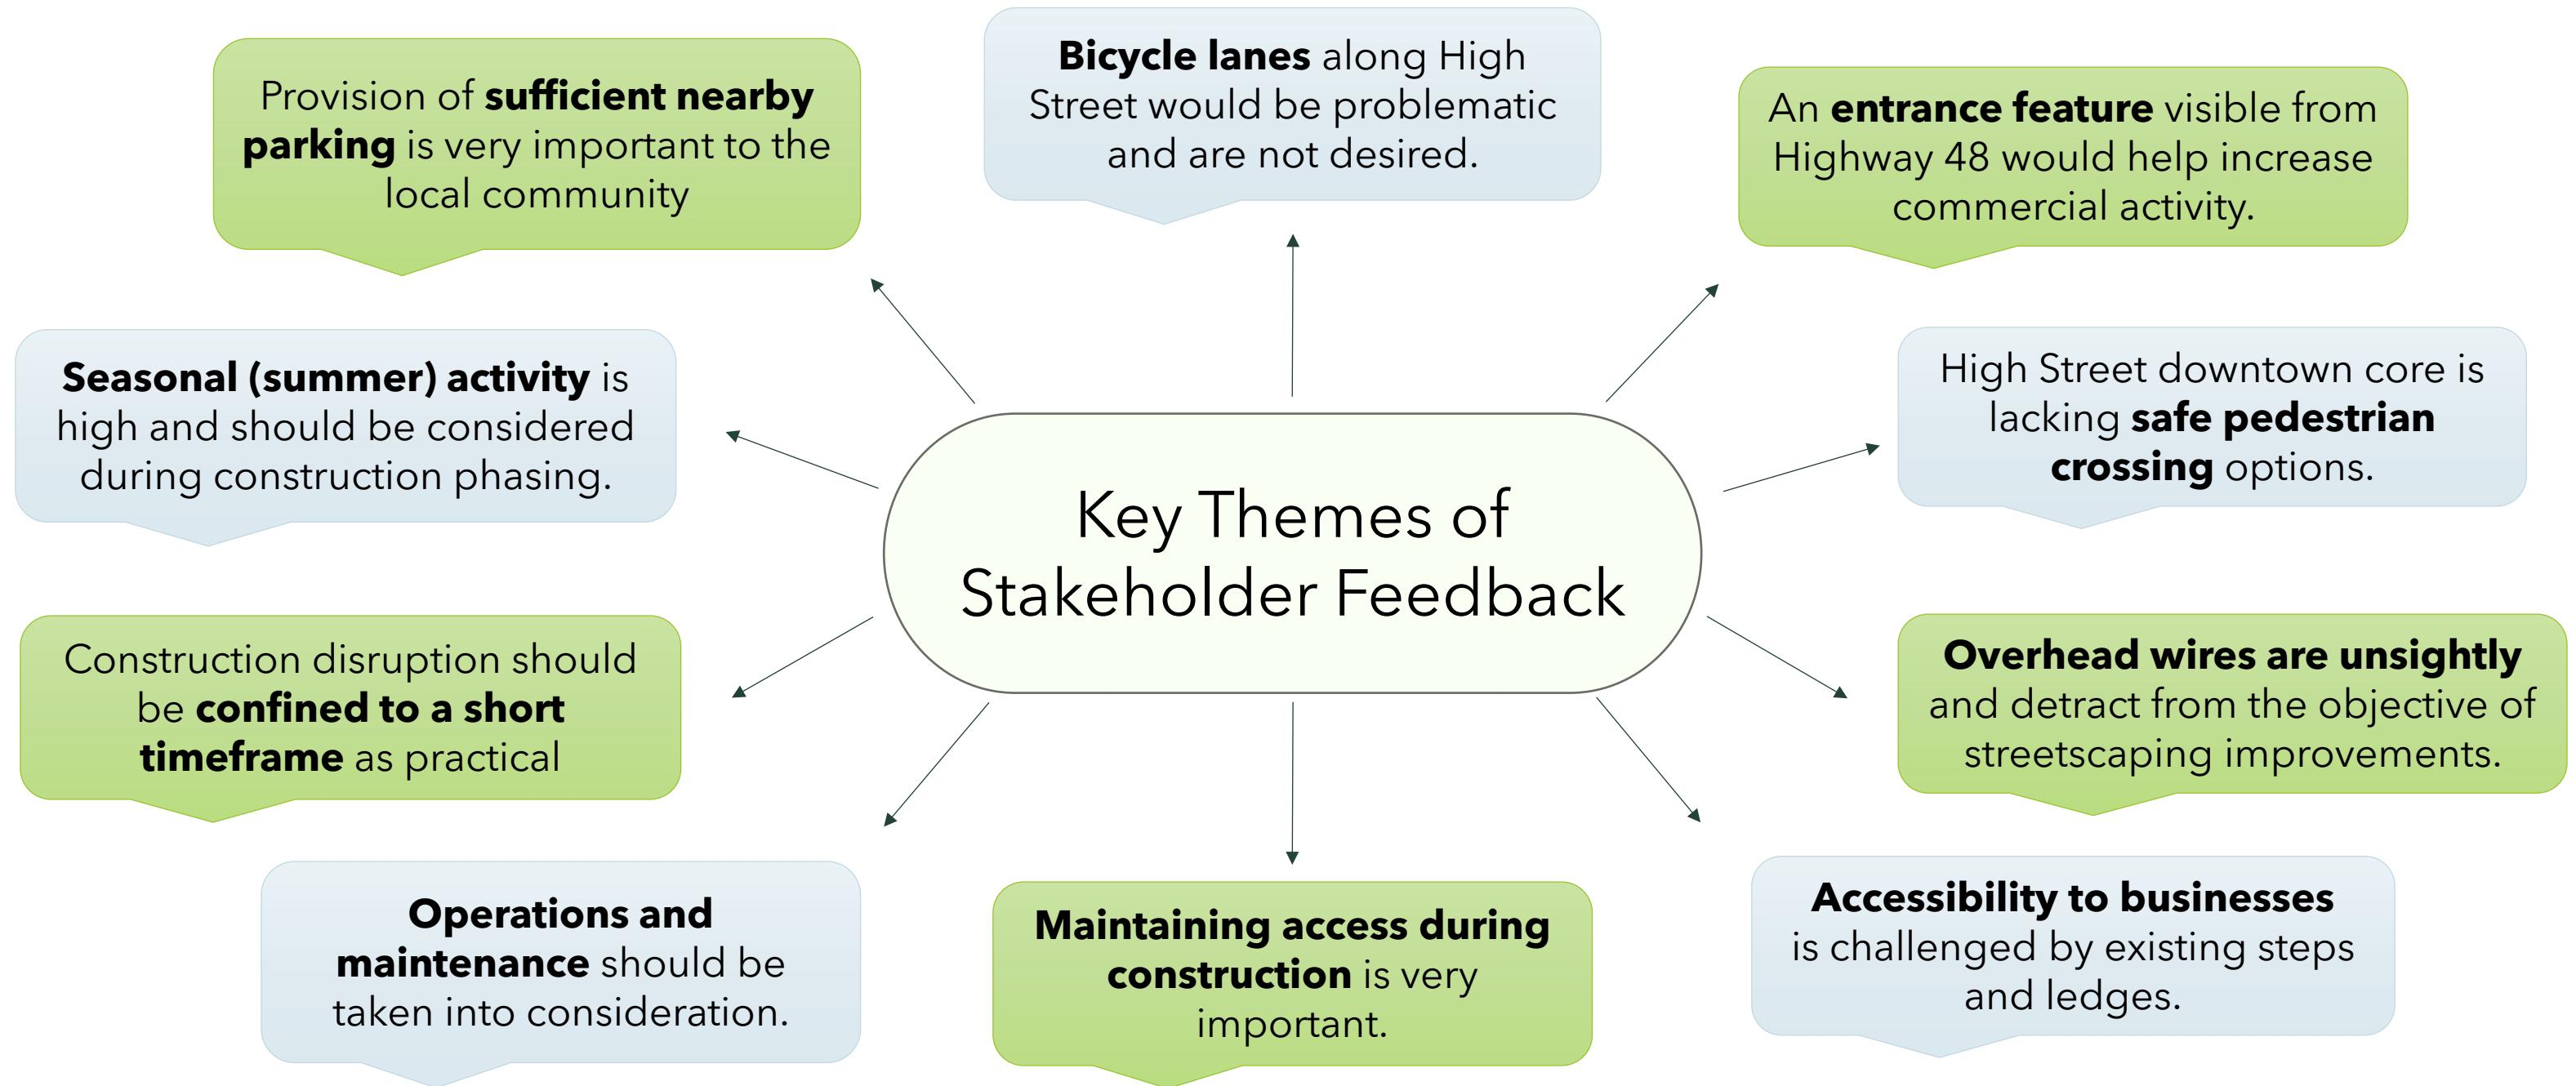 Provision of sufficient nearby
parking is very important to the
local community
Bicycle lanes along High
Street would be problematic
and are not desired.
An entrance feature visible from
Highway 48 would help increase
commercial activity.
Seasonal (summer) activity is
high and should be considered
during construction phasing.
High Street downtown core is
lacking safe pedestrian
crossing options.
Key Themes of
Stakeholder Feedback
Construction disruption should
be confined to a short
timeframe as practical
Overhead wires are unsightly
and detract from the objective of
streetscaping improvements.
Operations and
maintenance should be
taken into consideration.
Maintaining access during
construction is very
important.
Accessibility to businesses
is challenged by existing steps
and ledges.